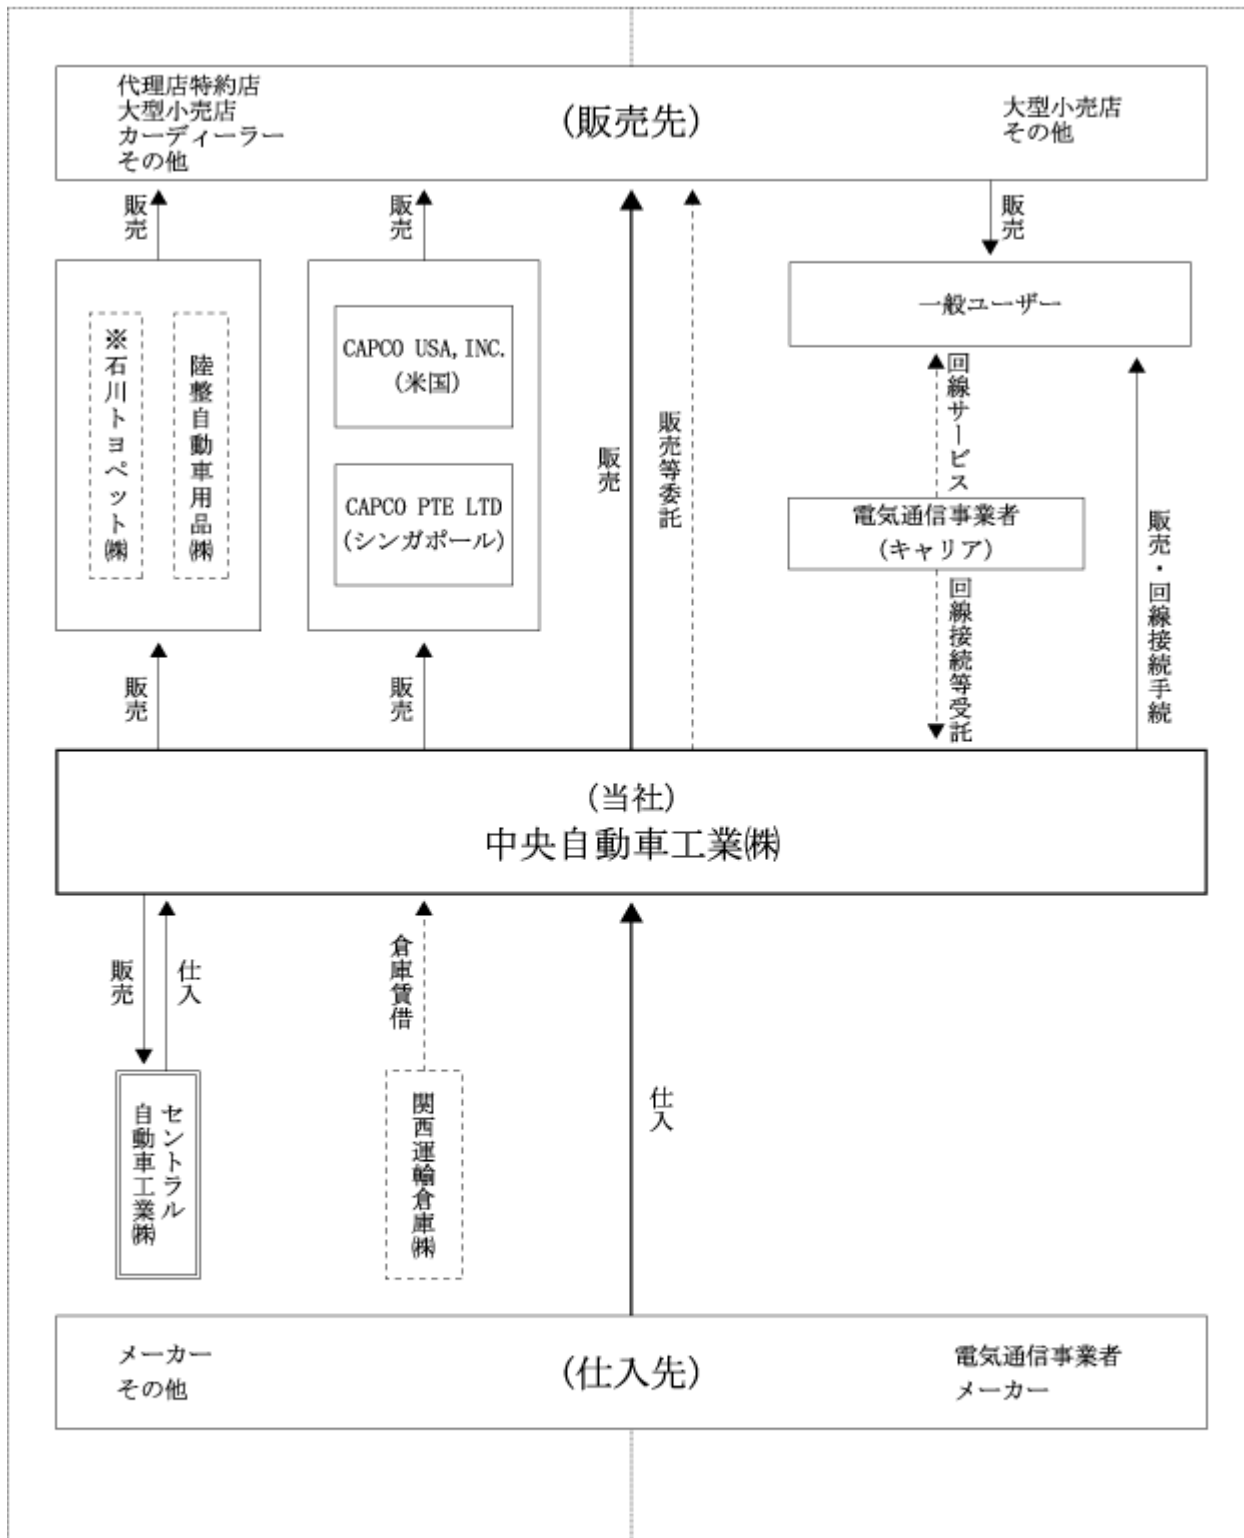 代理店特約店
大型小売店
カーディーラー
その他
(販売先)
大型小売店
その他
販売
販売
販売
一般ユーザー
※石川トヨペット㈱
陸整自動車用品㈱
CAPCO USA, INC.
(米国)
CAPCO PTE LTD
(シンガポール)
販売
販売等委託
回線サービス
電気通信事業者
(キャリア)
回線接続等受託
販売・回線接続手続
販売
販売
(当社)
中央自動車工業㈱
販売
仕入
倉庫賃借
仕入
セントラル
自動車工業㈱
関西運輸倉庫㈱
メーカー
その他
(仕入先)
電気通信事業者
メーカー